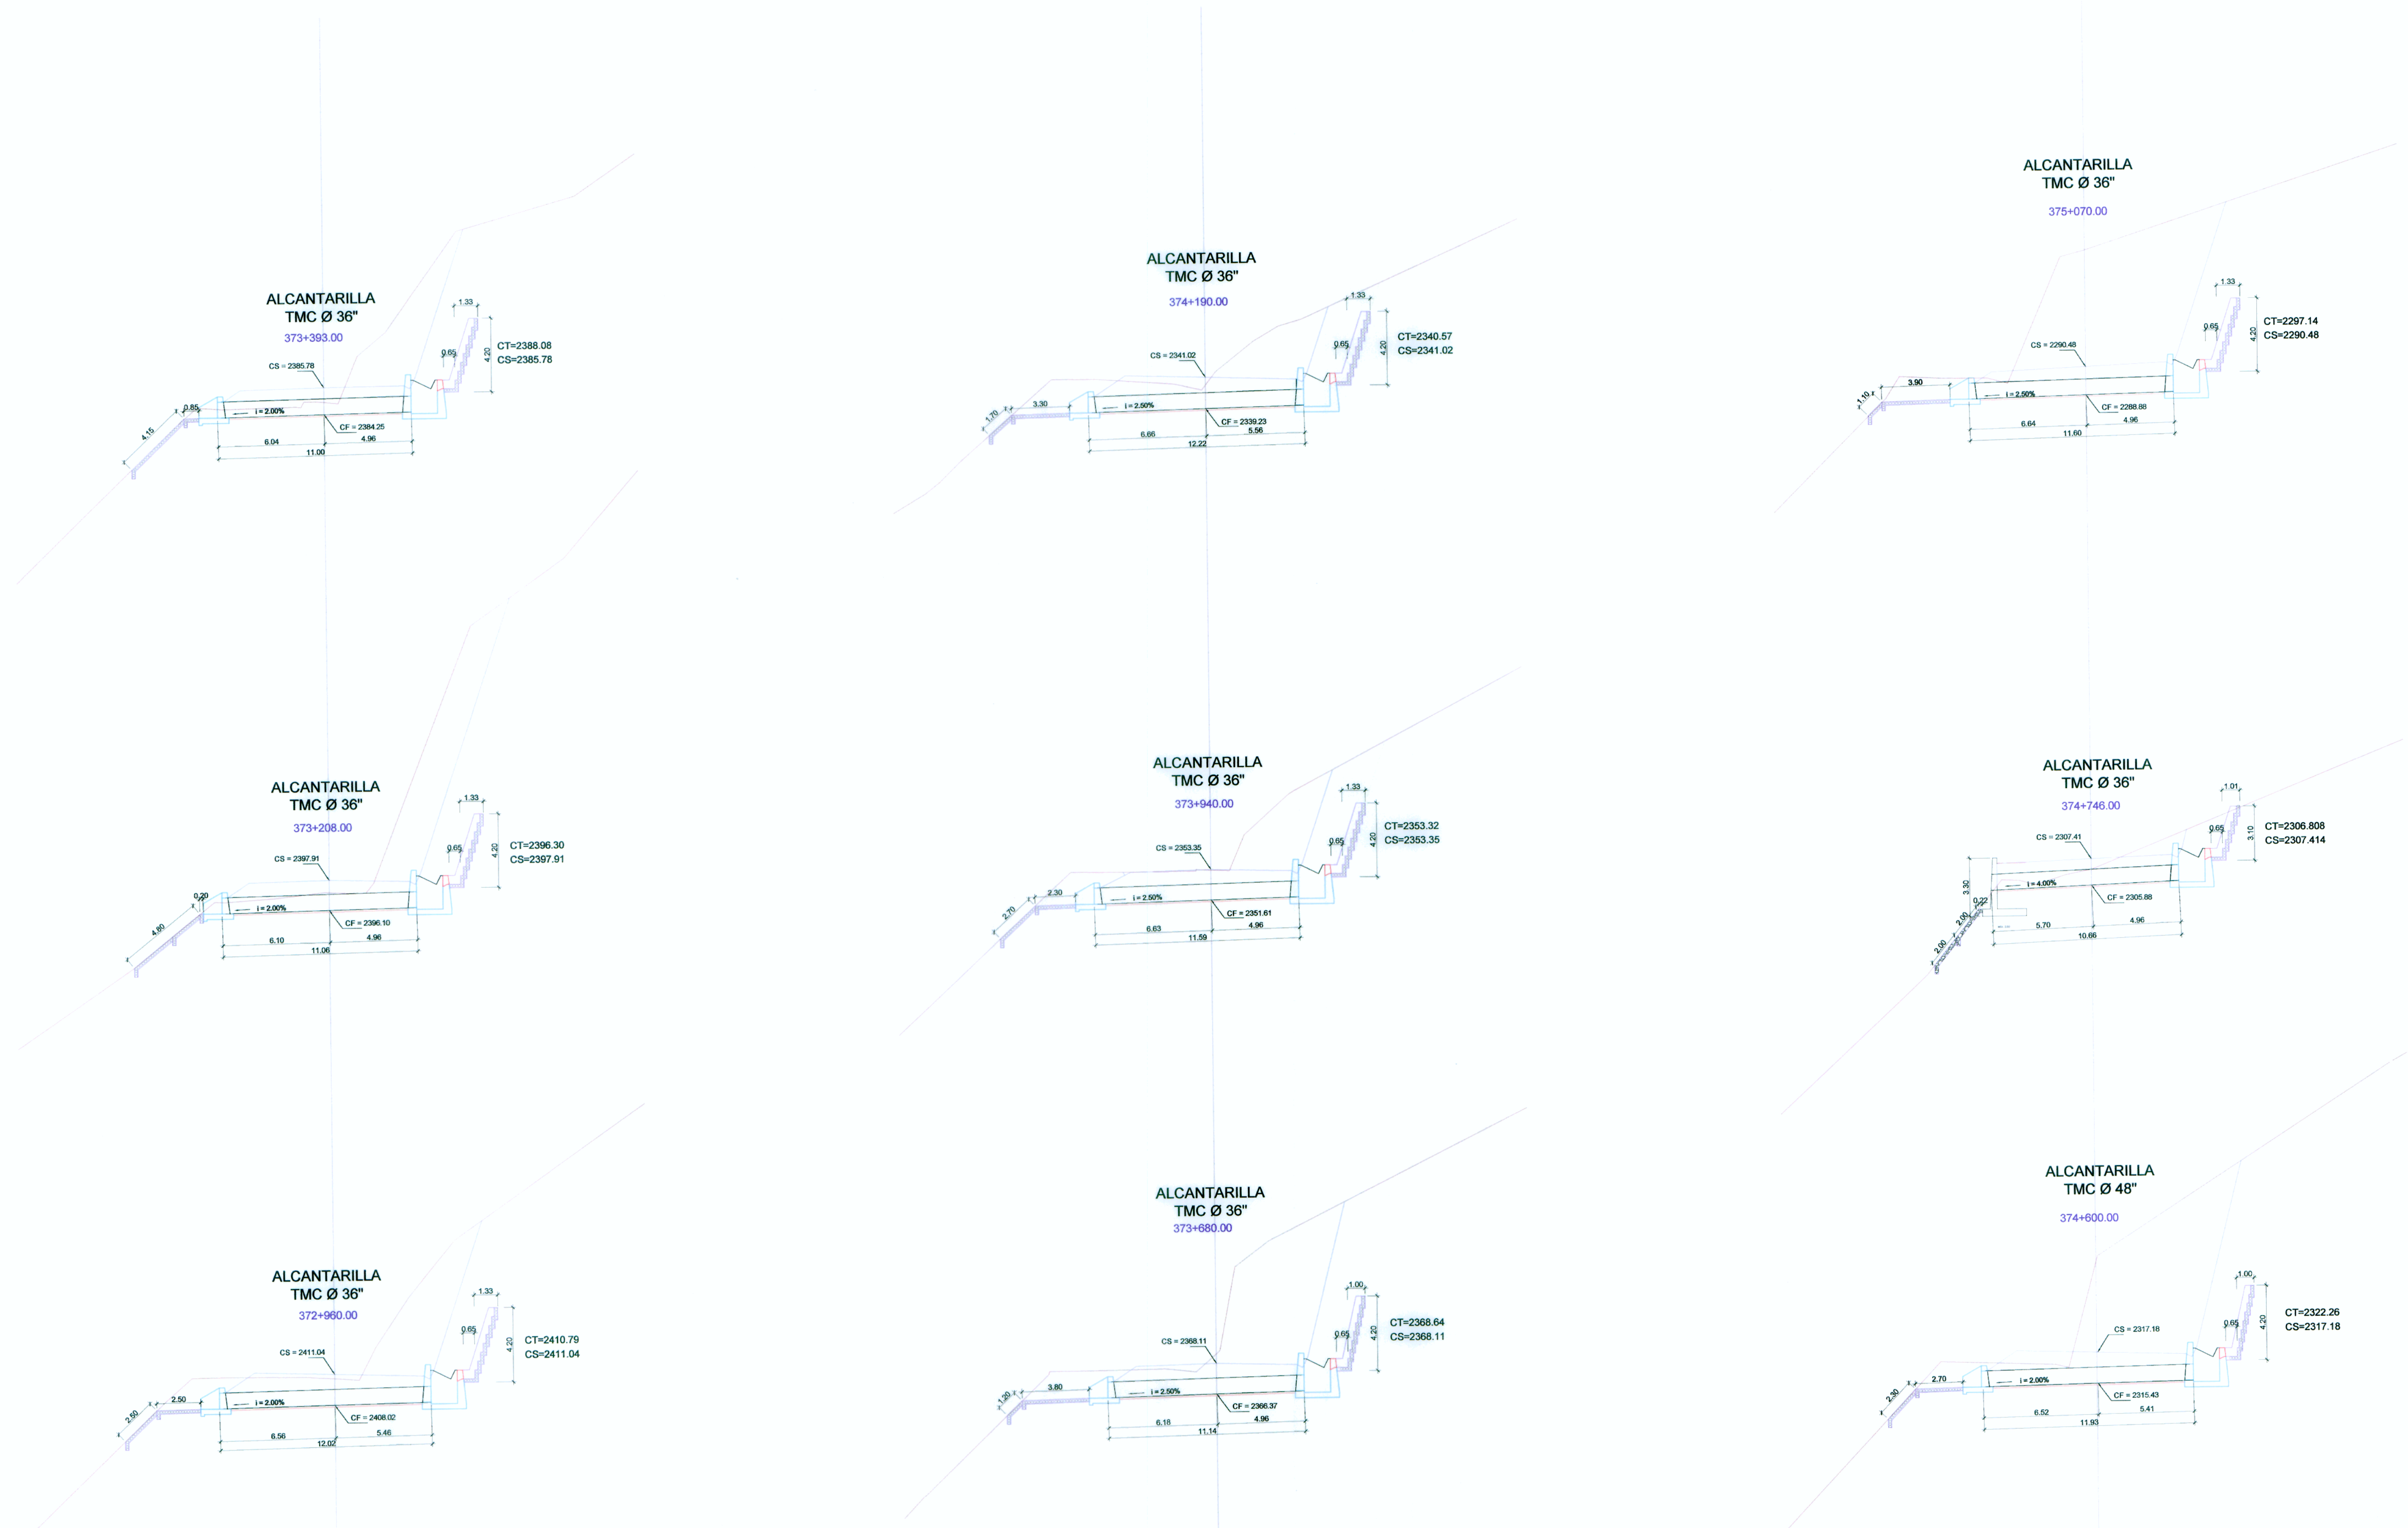 ALCANTARILLA
TMC Ø 36"
373+393.00
1.33
0.65
4.20
CT=2388.08
CS=2385.78
CS = 2385.78
0.85
4.15
i = 2.00%
CF = 2384.25
6.04
4.96
11.00
ALCANTARILLA
TMC Ø 36"
374+190.00
1.33
0.65
4.20
CT=2340.57
CS=2341.02
CS = 2341.02
3.30
1.70
i = 2.50%
CF = 2339.23
6.66
5.56
12.22
ALCANTARILLA
TMC Ø 36"
375+070.00
1.33
0.65
4.20
CT=2297.14
CS=2290.48
CS = 2290.48
3.90
1.10
i = 2.50%
CF = 2288.88
6.64
4.96
11.60
ALCANTARILLA
TMC Ø 36"
373+208.00
1.33
0.65
4.20
CT=2396.30
CS=2397.91
CS = 2397.91
0.20
4.80
i = 2.00%
CF = 2396.10
6.10
4.96
11.06
ALCANTARILLA
TMC Ø 36"
373+940.00
1.33
0.65
4.20
CT=2353.32
CS=2353.35
CS = 2353.35
2.30
2.70
i = 2.50%
CF = 2351.61
6.63
4.96
11.59
ALCANTARILLA
TMC Ø 36"
374+746.00
1.01
0.65
3.10
CT=2306.808
CS=2307.414
CS = 2307.41
3.30
0.22
2.00
2.00
i = 4.00%
CF = 2305.88
5.70
4.96
10.66
ALCANTARILLA
TMC Ø 36"
372+960.00
1.33
0.65
4.20
CT=2410.79
CS=2411.04
CS = 2411.04
2.50
2.50
i = 2.00%
CF = 2408.02
6.56
5.46
12.02
ALCANTARILLA
TMC Ø 36"
373+680.00
1.00
0.65
4.20
CT=2368.64
CS=2368.11
CS = 2368.11
3.80
1.20
i = 2.50%
CF = 2366.37
6.18
4.96
11.14
ALCANTARILLA
TMC Ø 48"
374+600.00
1.00
0.65
4.20
CT=2322.26
CS=2317.18
CS = 2317.18
2.70
2.30
i = 2.00%
CF = 2315.43
6.52
5.41
11.93